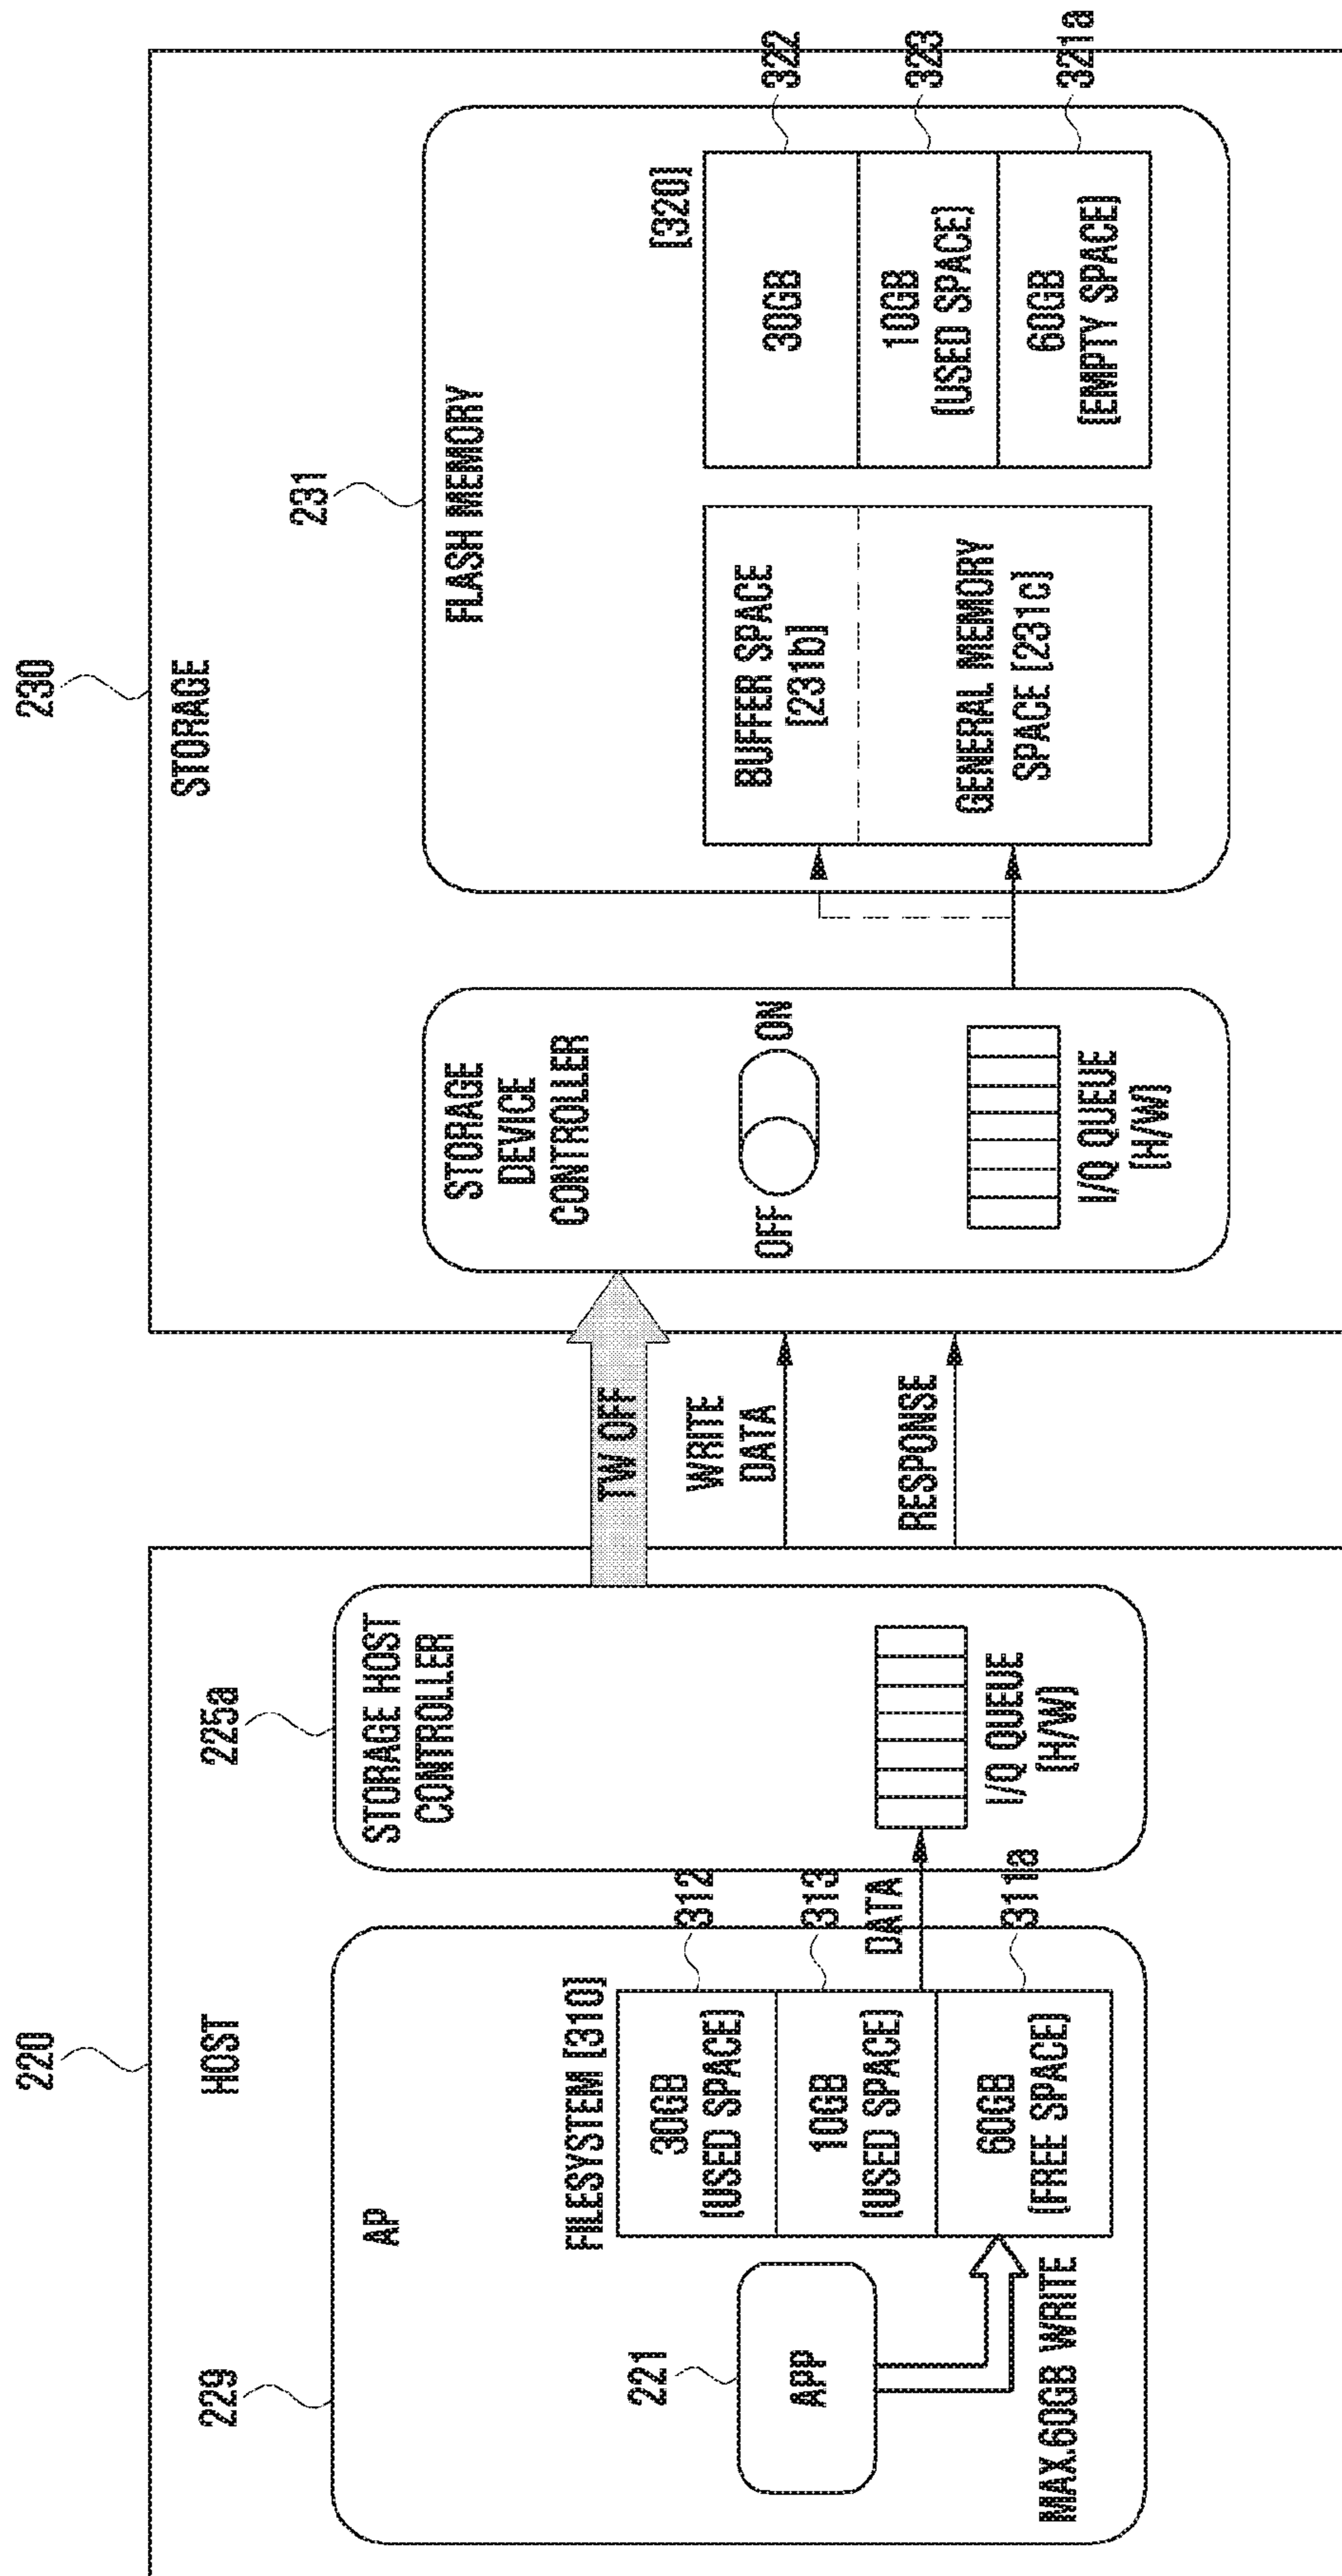 220
HOST
229
AP
221
APP
MAX.60GB WRITE
FILESYSTEM [310]
30GB
(USED SPACE)
10GB
(USED SPACE)
60GB
(FREE SPACE)
312
313
311a
DATA
225a
STORAGE HOST
CONTROLLER
I/Q QUEUE
(H/W)
TW OFF
WRITE
DATA
RESPONSE
230
STORAGE
STORAGE
DEVICE
CONTROLLER
OFF
ON
I/Q QUEUE
(H/W)
231
FLASH MEMORY
BUFFER SPACE
[231b]
GENERAL MEMORY
SPACE [231c]
[320]
30GB
10GB
(USED SPACE)
60GB
(EMPTY SPACE)
322
323
321a